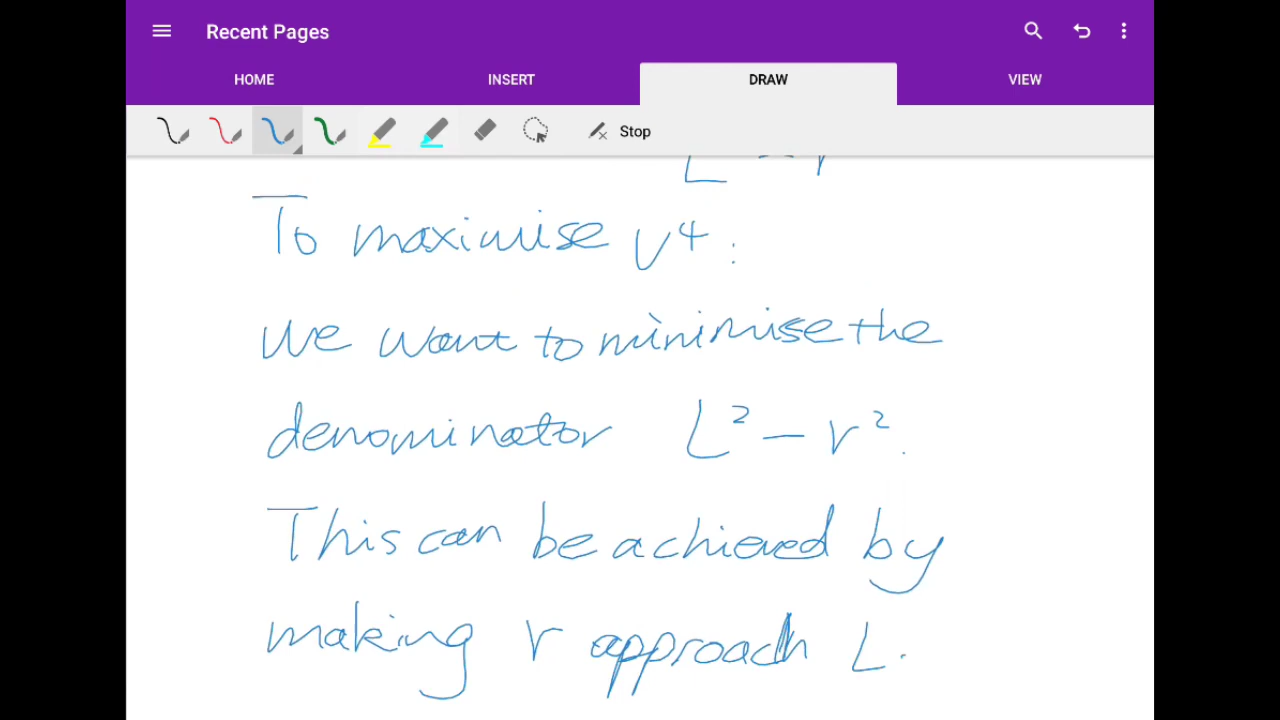 Recent Pages
HOME INSERT DRAW VIEW
Stop
To maximise v⁴.
we want to minimise the
denominator L² - r².
This can be achieved by
making r approach L.